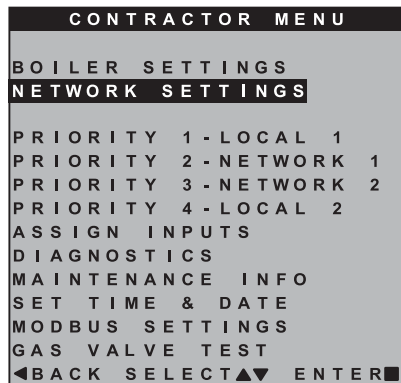 CONTRACTOR MENU
BOILER SETTINGS
NETWORK SETTINGS
PRIORITY 1-LOCAL 1
PRIORITY 2-NETWORK 1
PRIORITY 3-NETWORK 2
PRIORITY 4-LOCAL 2
ASSIGN INPUTS
DIAGNOSTICS
MAINTENANCE INFO
SET TIME & DATE
MODBUS SETTINGS
GAS VALVE TEST
◀BACK SELECT▲▼ ENTER■